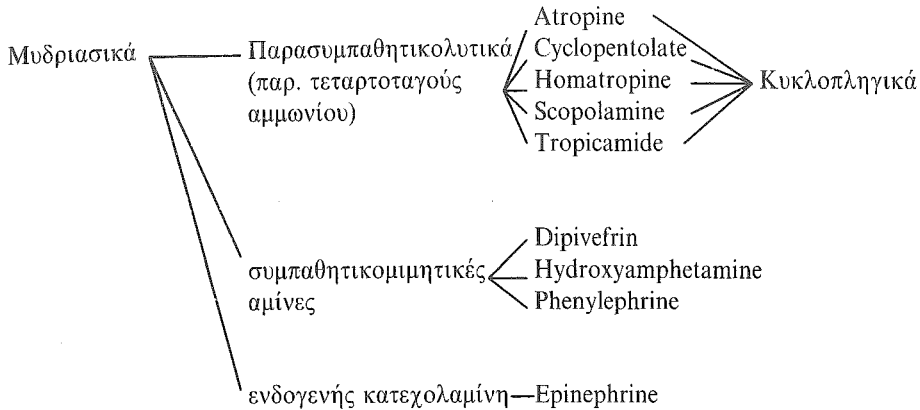 Μυδριασικά
Παρασυμπαθητικολυτικά
(παρ. τεταρτοταγούς
αμμωνίου)
Atropine
Cyclopentolate
Homatropine
Scopolamine
Tropicamide
Κυκλοπληγικά
συμπαθητικομιμητικές
αμίνες
Dipivefrin
Hydroxyamphetamine
Phenylephrine
ενδογενής κατεχολαμίνη—Epinephrine